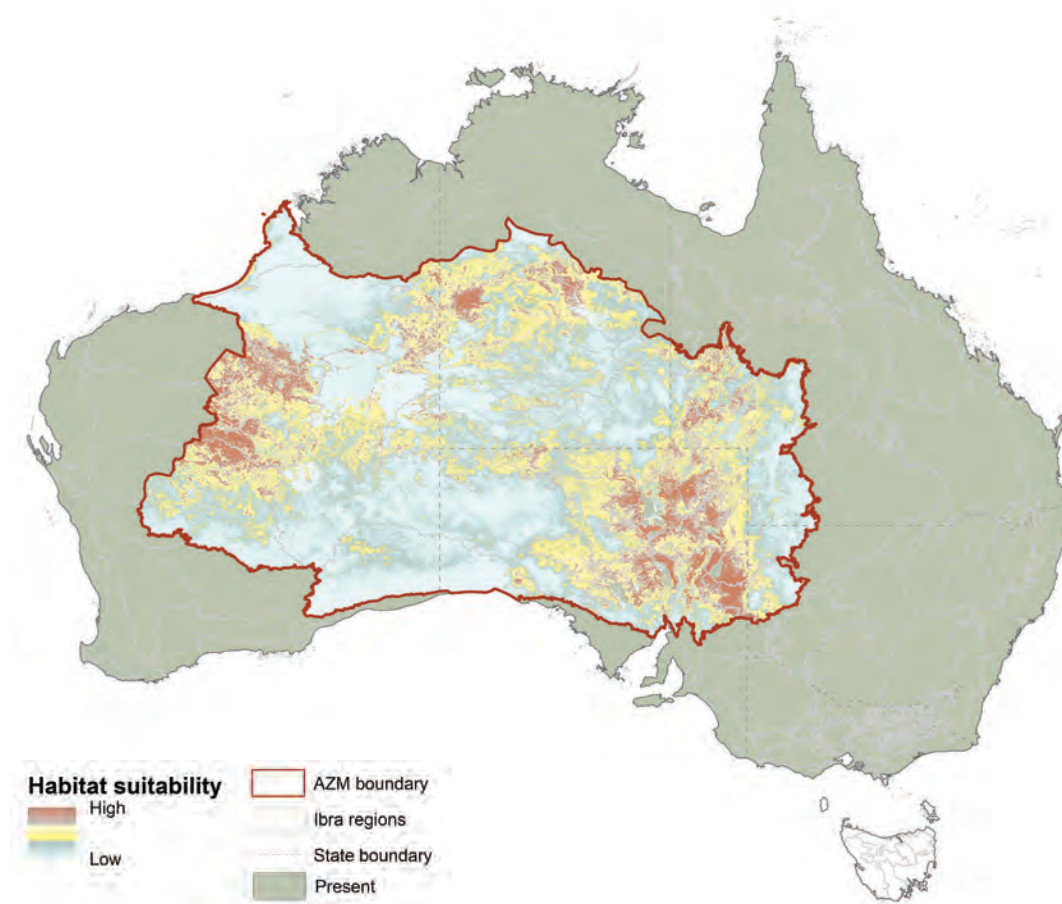 Habitat suitability
High
Low
AZM boundary
Ibra regions
State boundary
Present